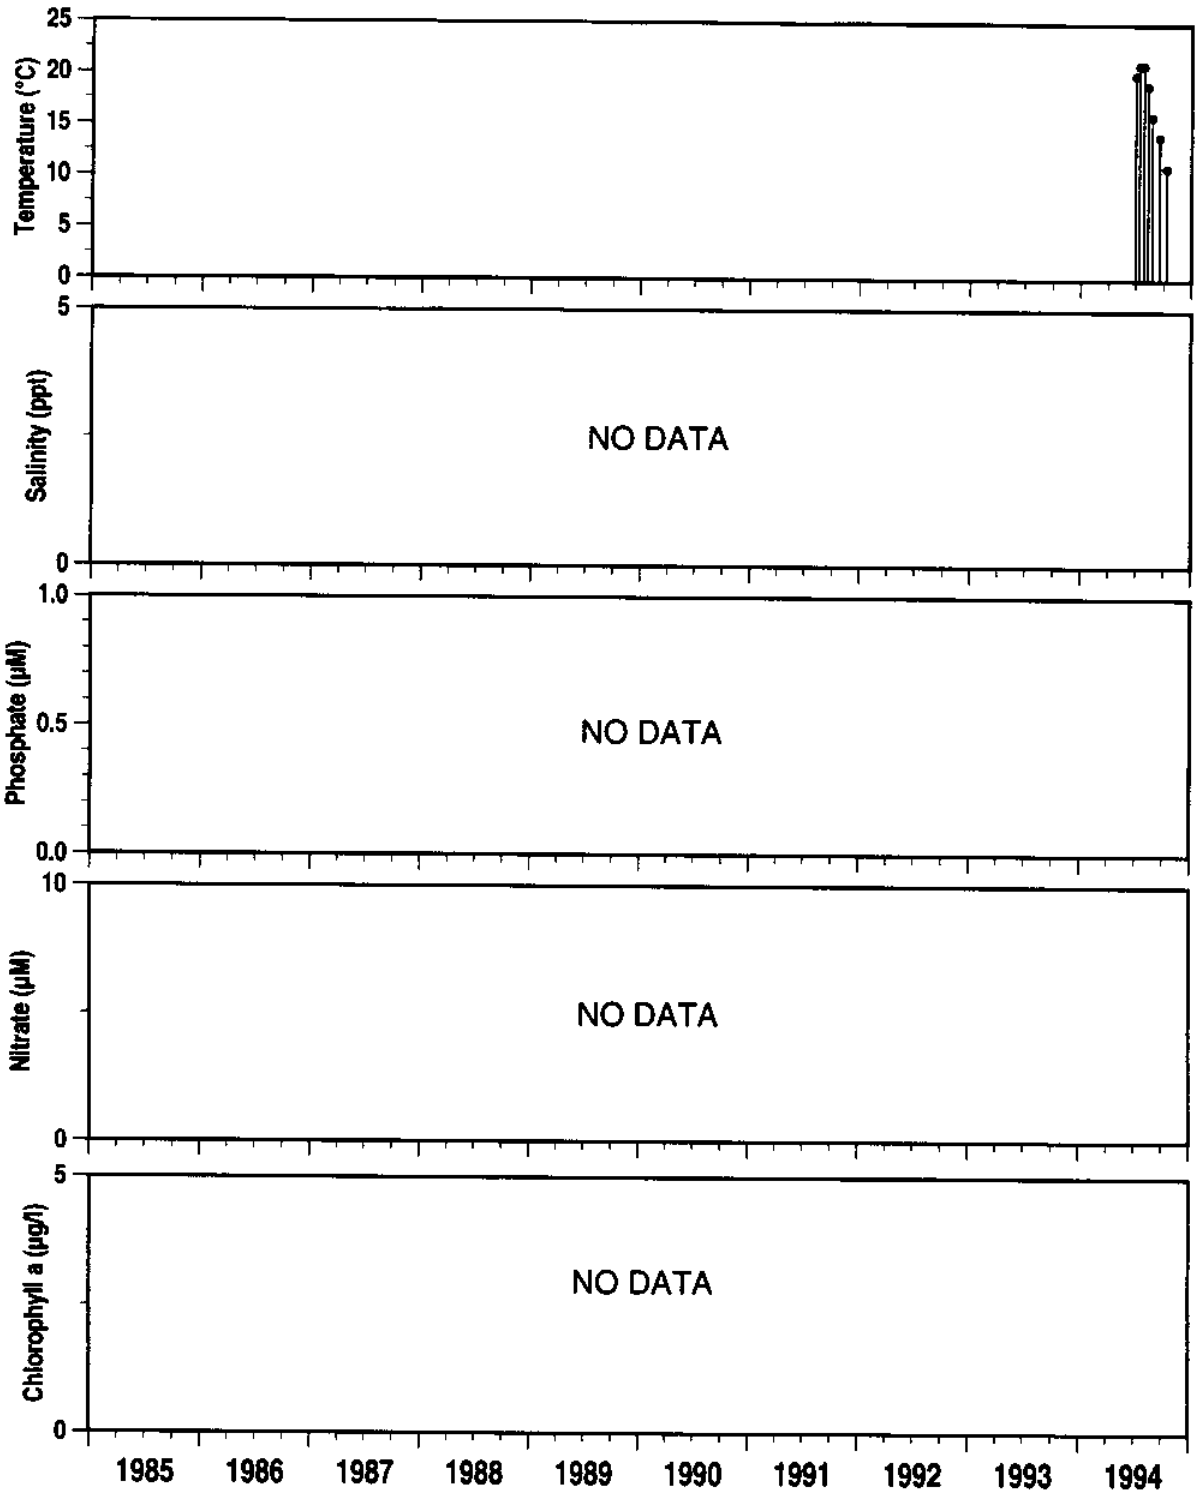 Temperature (°C)
25
20
15
10
5
0
Salinity (ppt)
5
0
NO DATA
Phosphate (µM)
1.0
0.5
0.0
NO DATA
Nitrate (µM)
10
0
NO DATA
Chlorophyll a (µg/l)
5
0
NO DATA
1985 1986 1987 1988 1989 1990 1991 1992 1993 1994